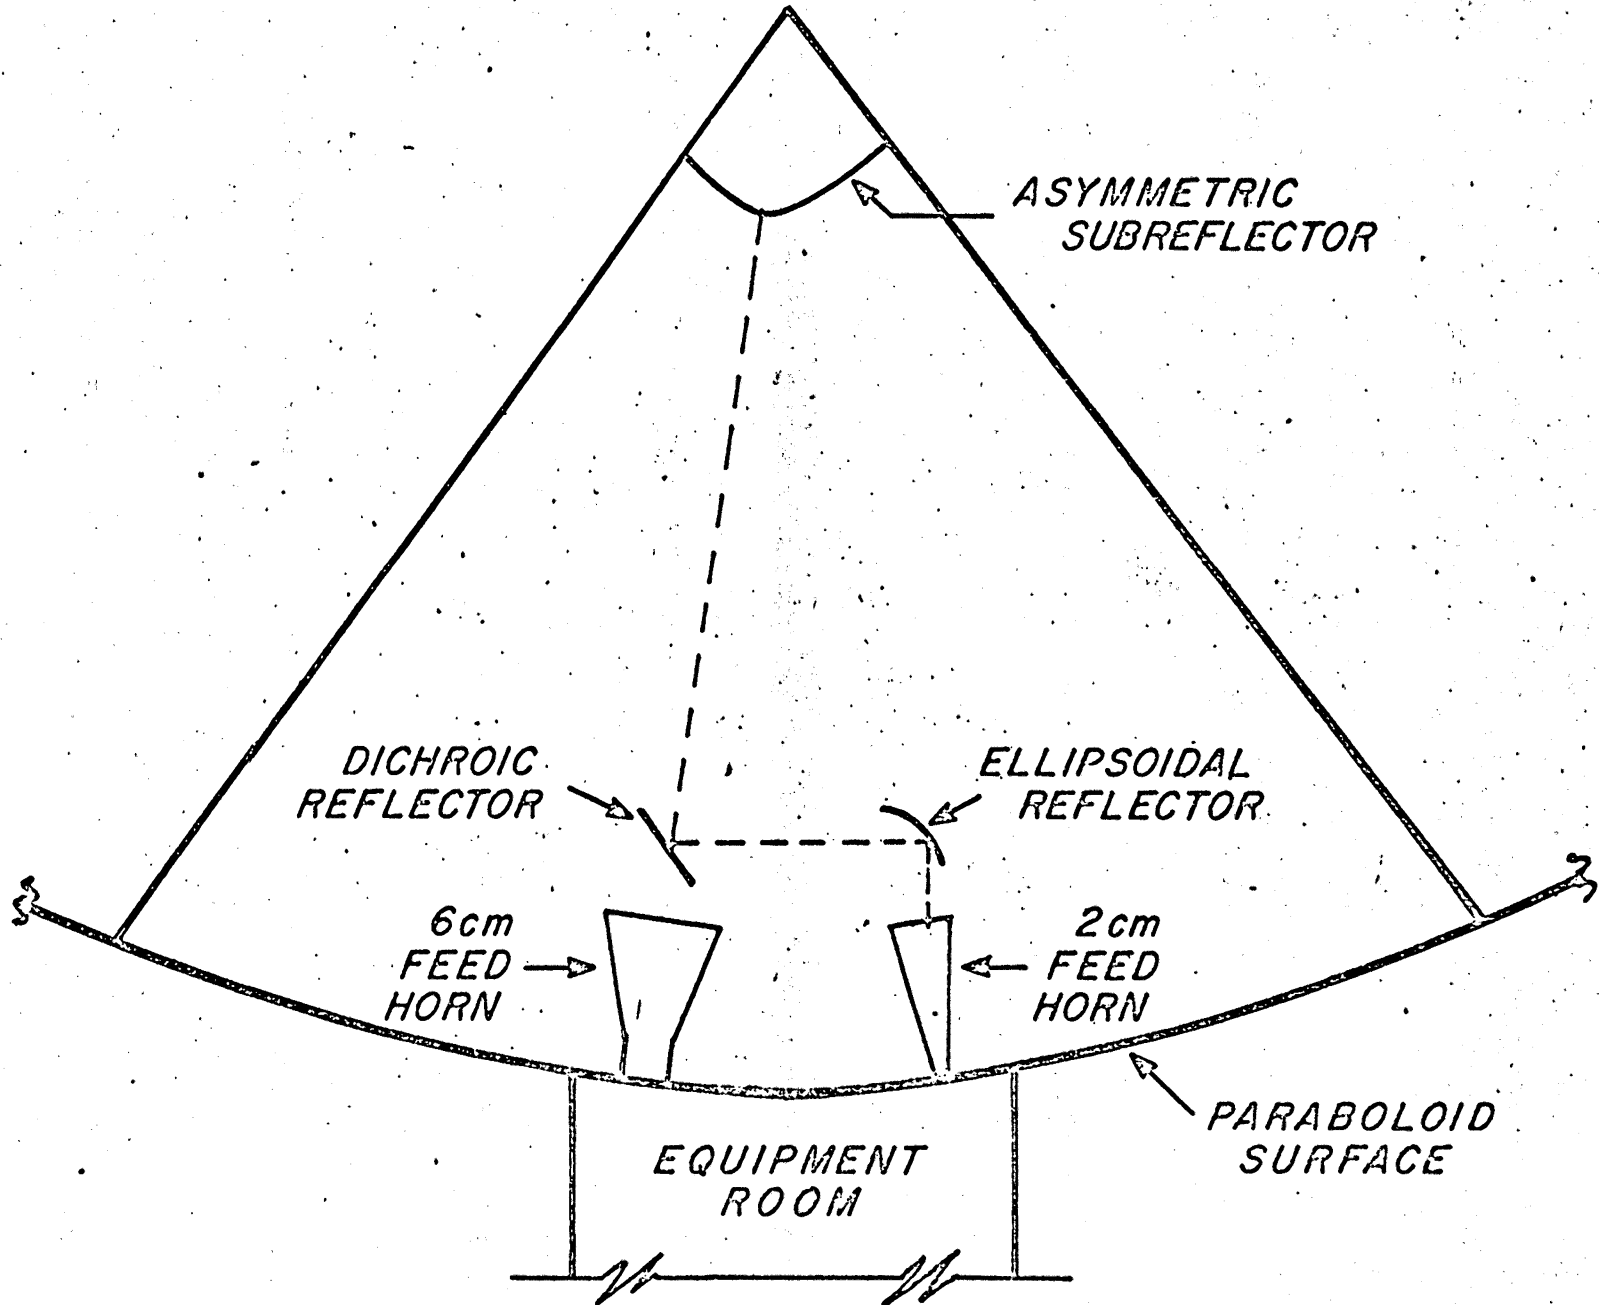 ASYMMETRIC
SUBREFLECTOR
DICHROIC
REFLECTOR
ELLIPSOIDAL
REFLECTOR
6cm
FEED
HORN
2cm
FEED
HORN
PARABOLOID
SURFACE
EQUIPMENT
ROOM